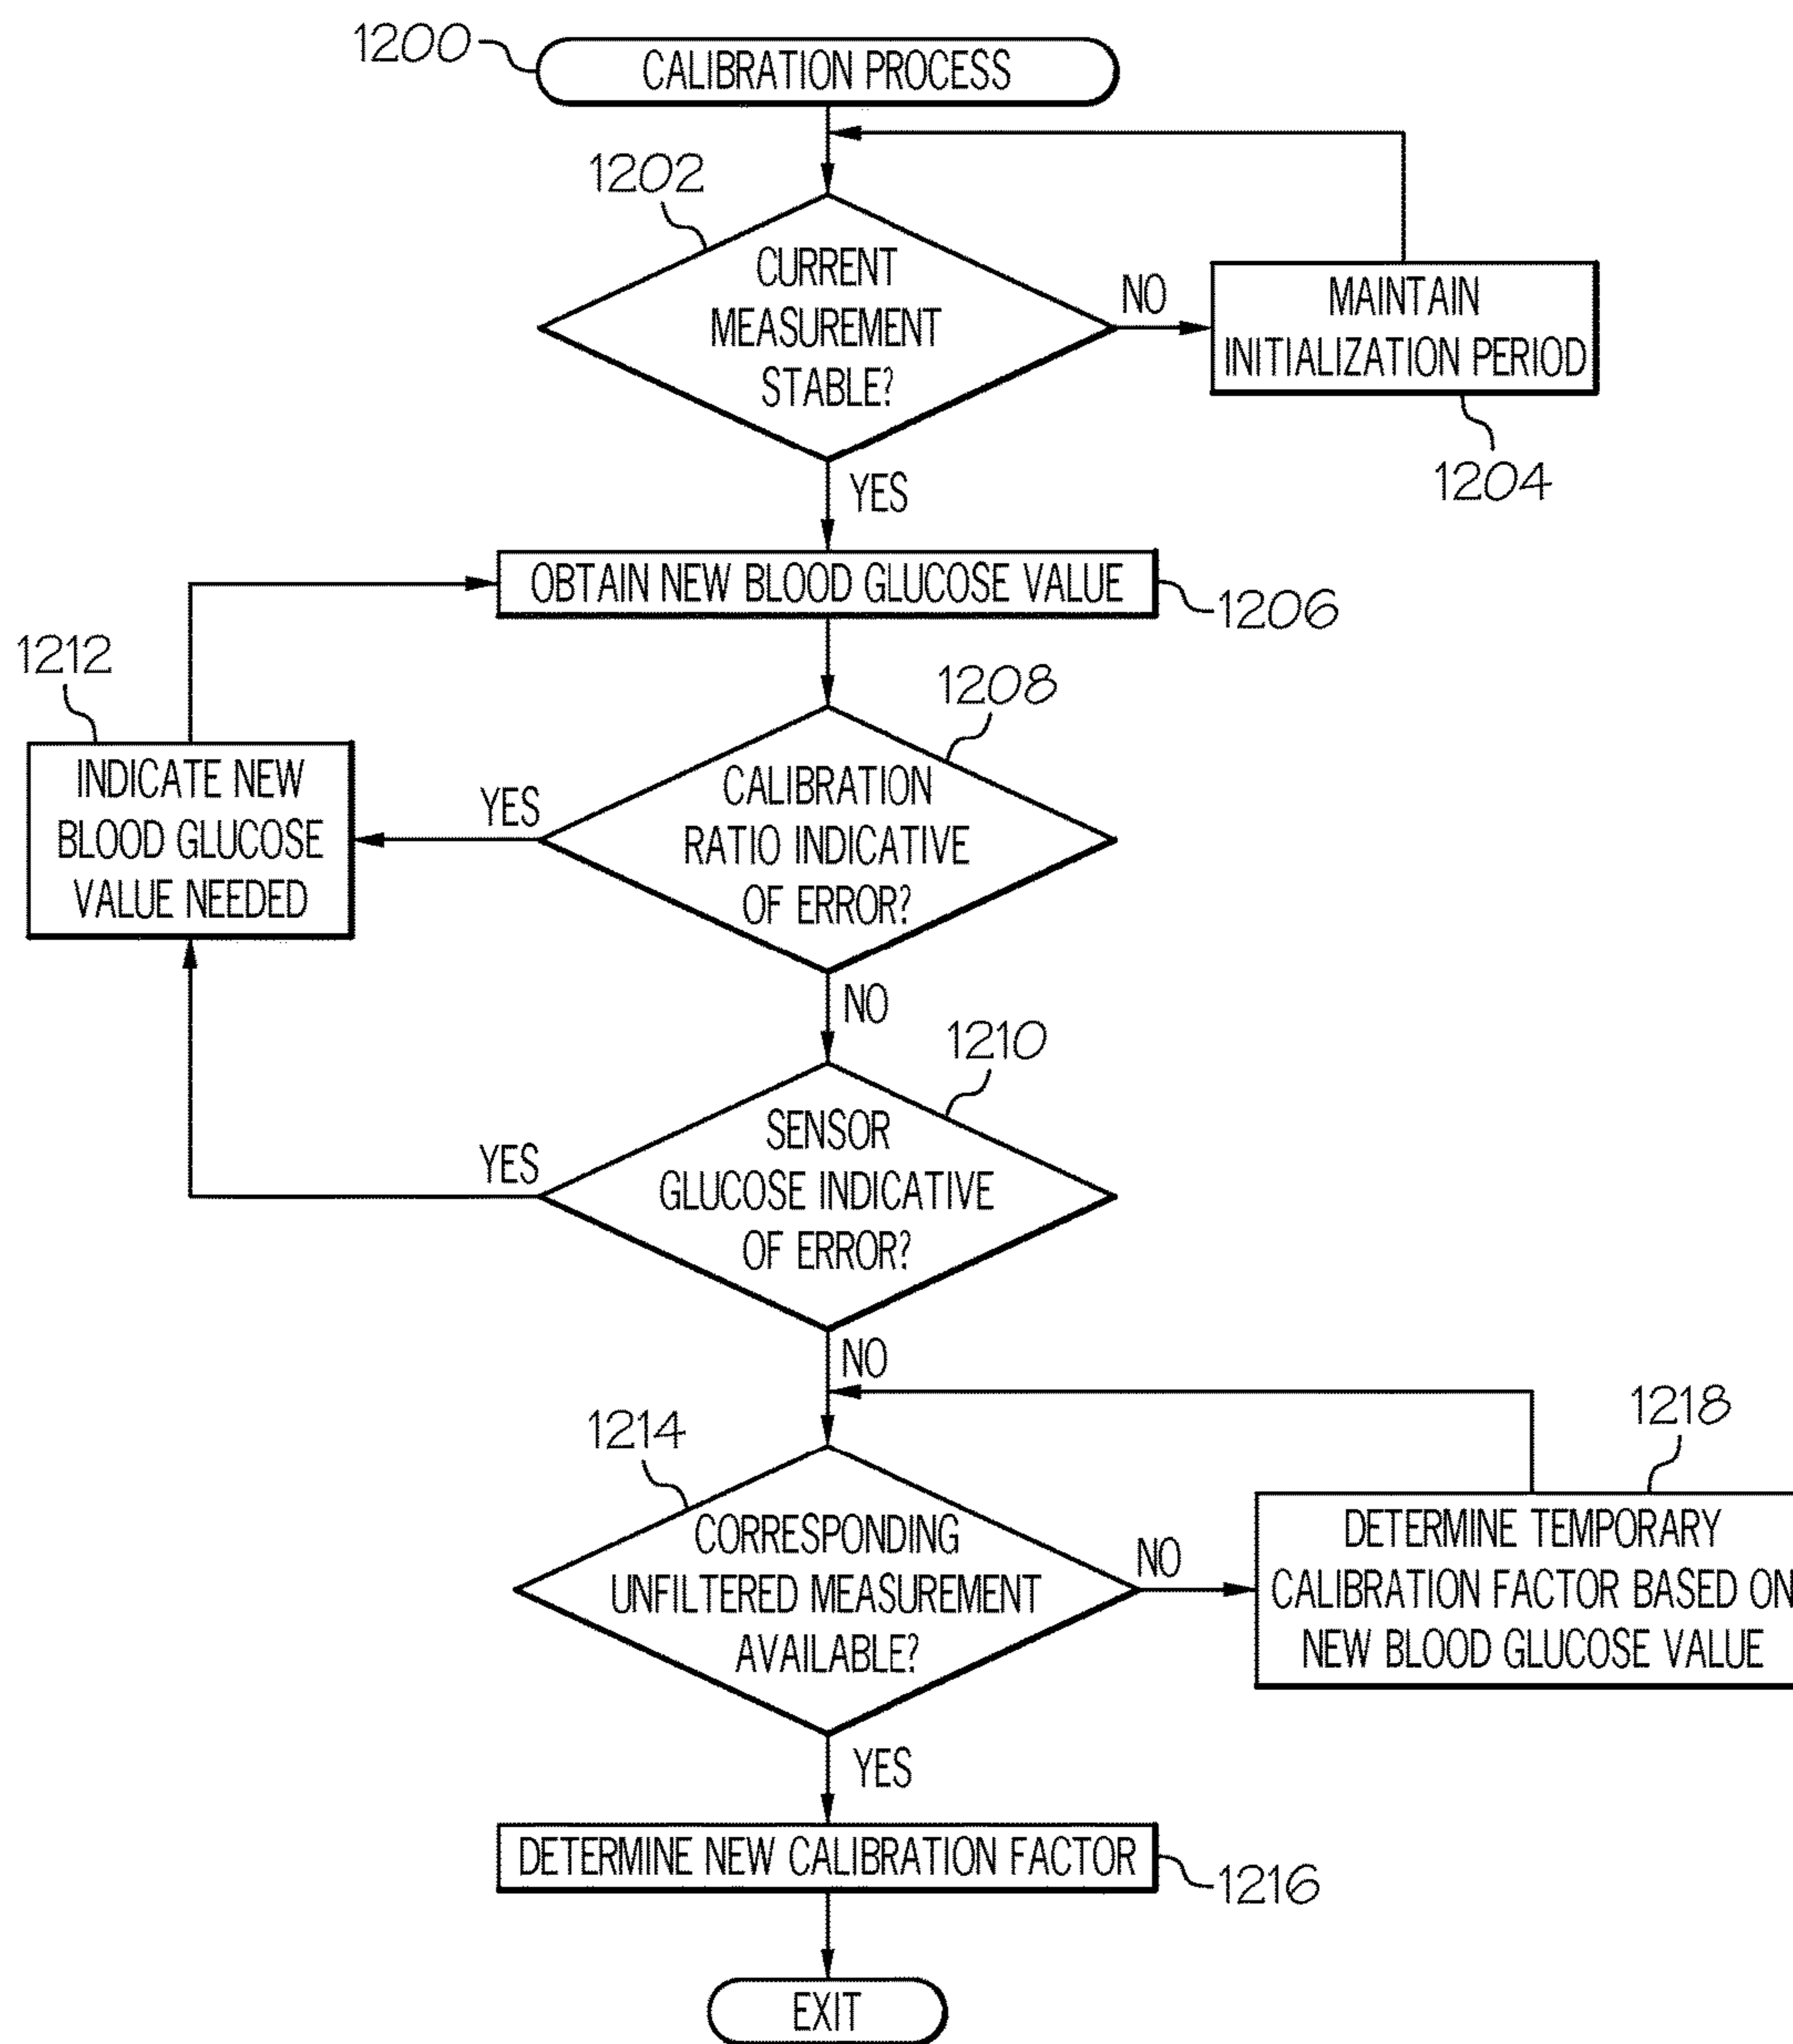 1200
CALIBRATION PROCESS
1202
CURRENT
MEASUREMENT
STABLE?
NO
MAINTAIN
INITIALIZATION PERIOD
1204
YES
OBTAIN NEW BLOOD GLUCOSE VALUE
1206
1212
INDICATE NEW
BLOOD GLUCOSE
VALUE NEEDED
1208
YES
CALIBRATION
RATIO INDICATIVE
OF ERROR?
NO
1210
YES
SENSOR
GLUCOSE INDICATIVE
OF ERROR?
NO
1214
CORRESPONDING
UNFILTERED MEASUREMENT
AVAILABLE?
NO
1218
DETERMINE TEMPORARY
CALIBRATION FACTOR BASED ON
NEW BLOOD GLUCOSE VALUE
YES
DETERMINE NEW CALIBRATION FACTOR
1216
EXIT